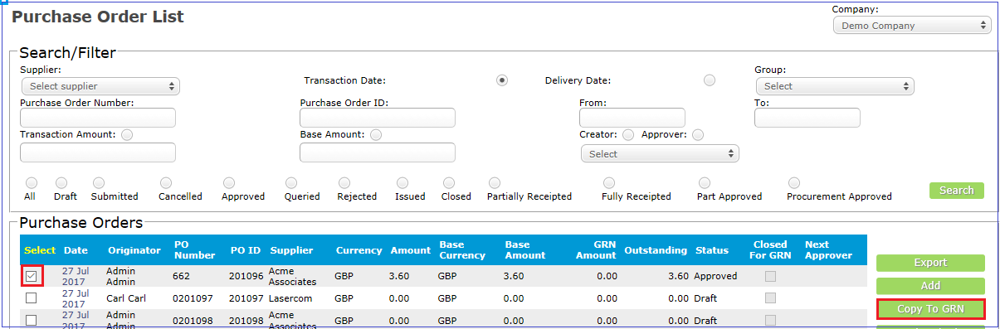 Purchase Order List
Company:
Demo Company
Search/Filter
Supplier:
Select supplier
Transaction Date:
Delivery Date:
Group:
Select
Purchase Order Number:
Purchase Order ID:
From:
To:
Transaction Amount:
Base Amount:
Creator:
Approver:
Select
All Draft Submitted Cancelled Approved Queried Rejected Issued Closed Partially Receipted Fully Receipted Part Approved Procurement Approved
Search
Purchase Orders
Select Date Originator PO Number PO ID Supplier Currency Amount Base Currency Base Amount GRN Amount Outstanding Status Closed For GRN Next Approver
27 Jul 2017 Admin Admin 662 201096 Acme Associates GBP 3.60 GBP 3.60 0.00 3.60 Approved
27 Jul 2017 Carl Carl 0201097 201097 Lasercom GBP 0.00 GBP 0.00 0.00 0.00 Draft
27 Jul 2017 Admin Admin 0201098 201098 Acme Associates GBP 0.00 GBP 0.00 0.00 0.00 Draft
Export
Add
Copy To GRN